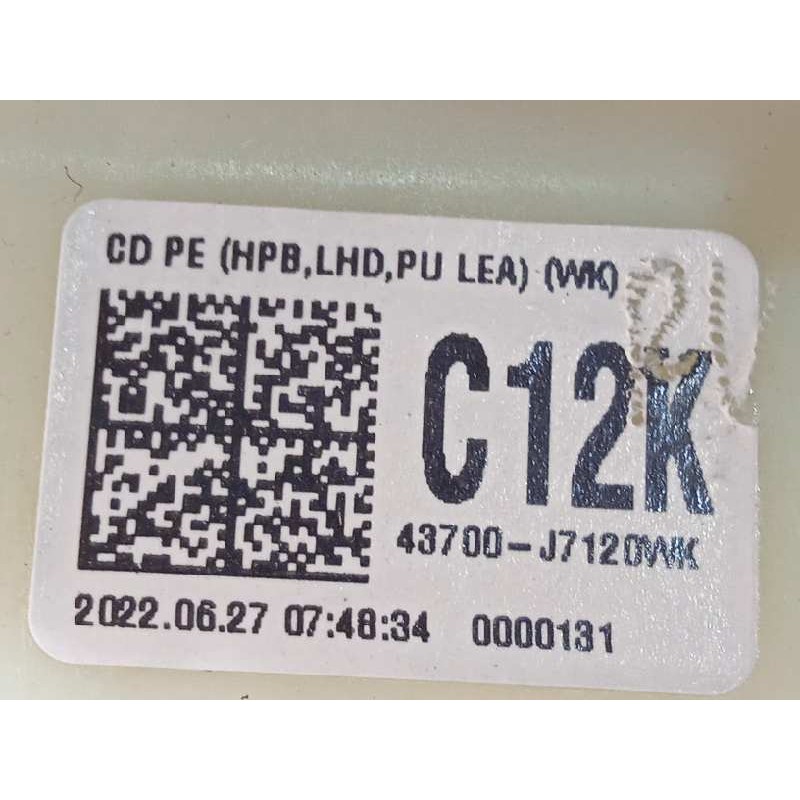 CD PE (HPB,LHD,PU LEA) (WK)
C12K
43700-J7120WK
2022.06.27 07:48:34 0000131